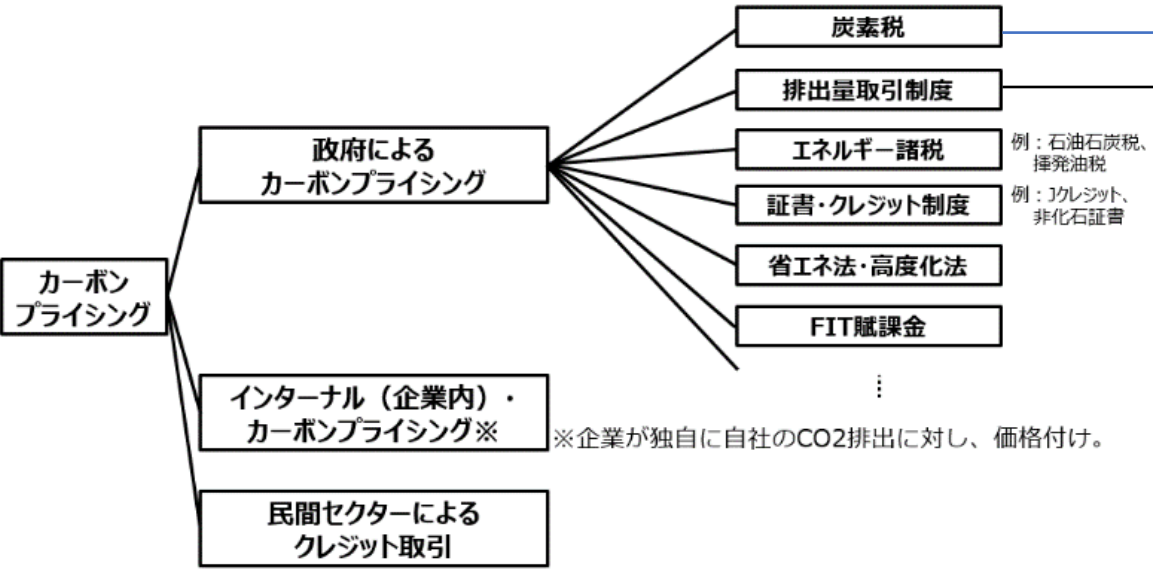 カーボン
プライシング
政府による
カーボンプライシング
炭素税
排出量取引制度
エネルギー諸税
例：石油石炭税、
揮発油税
証書・クレジット制度
例：Jクレジット、
非化石証書
省エネ法・高度化法
FIT賦課金
インターナル（企業内）・
カーボンプライシング※
※企業が独自に自社のCO2排出に対し、価格付け。
民間セクターによる
クレジット取引